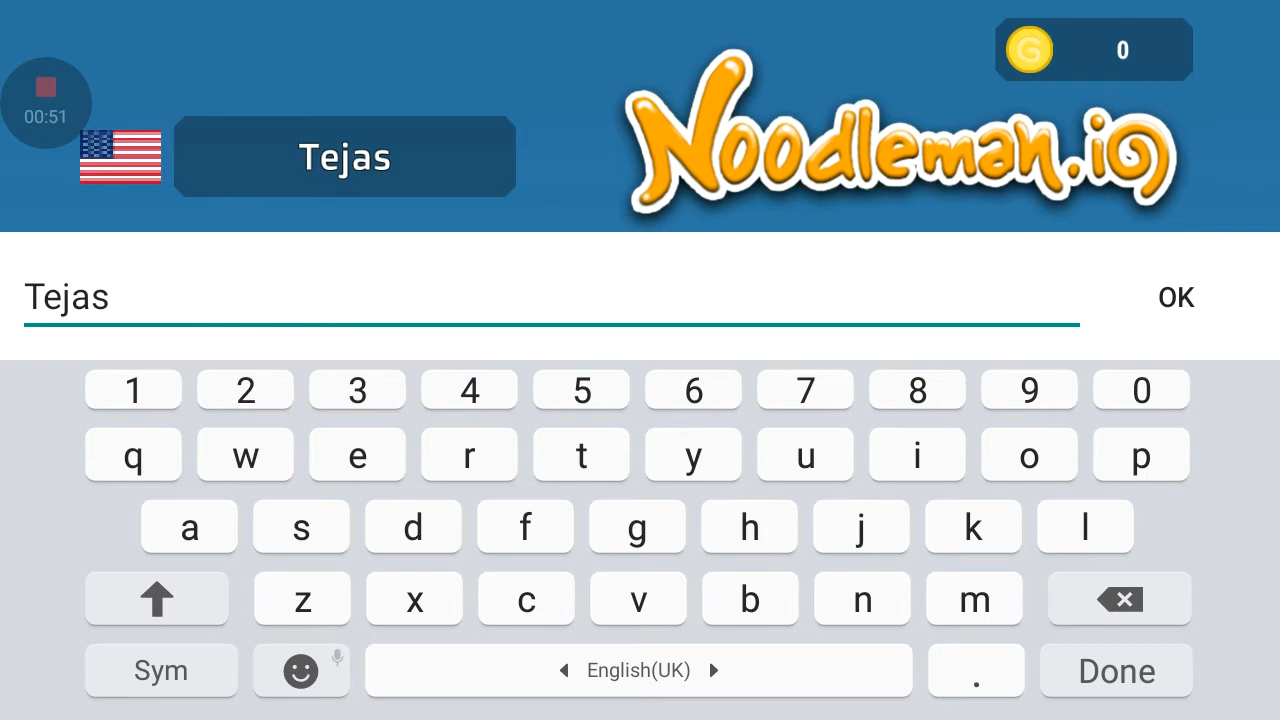 0
00:51
Tejas
Noodleman.io
Tejas
OK
1 2 3 4 5 6 7 8 9 0
q w e r t y u i o p
a s d f g h j k l
z x c v b n m
Sym English(UK) . Done